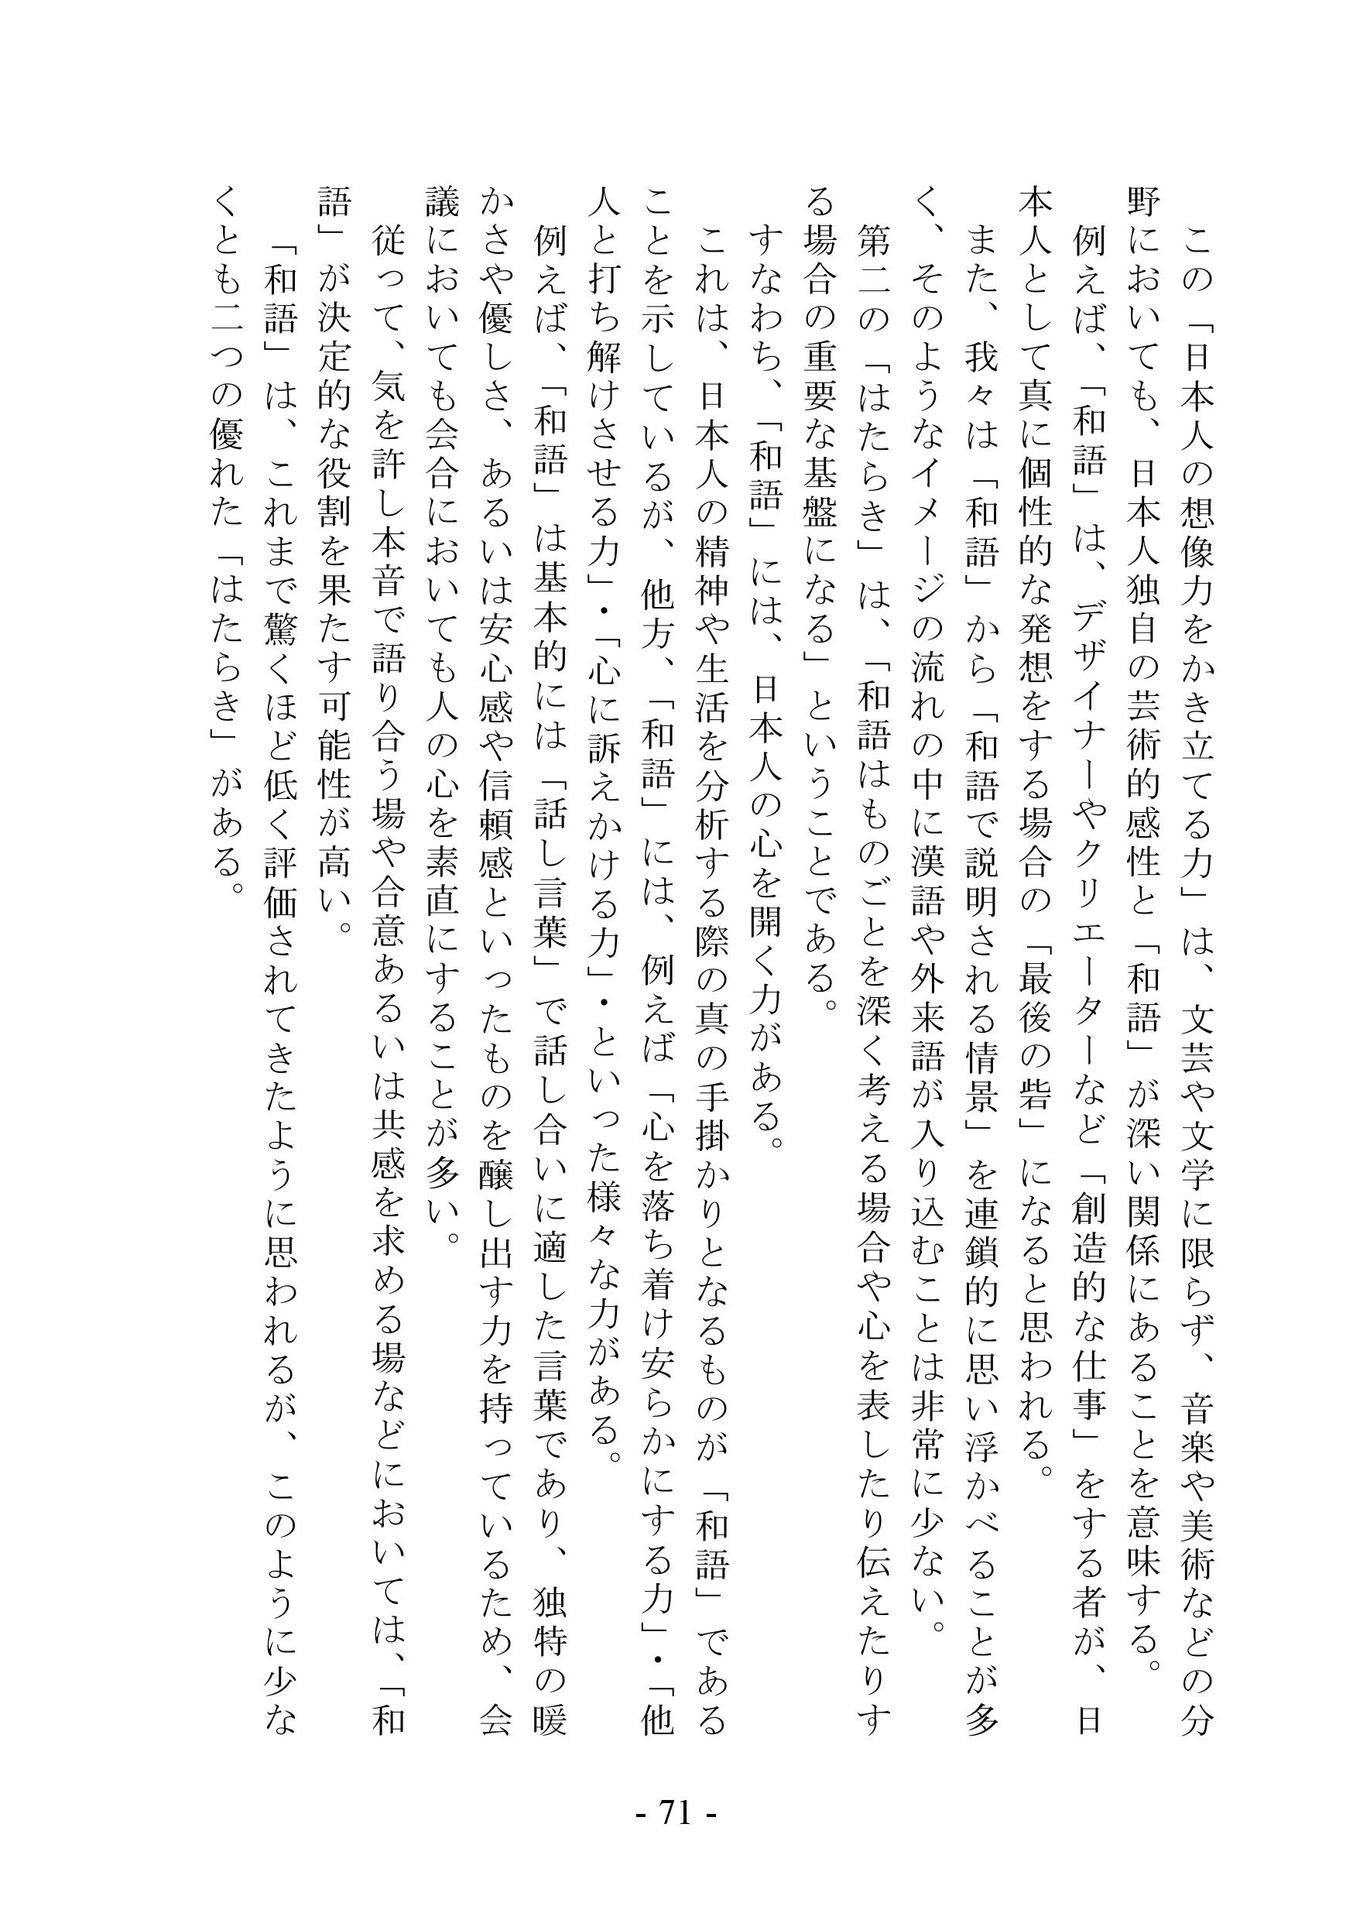 この「日本人の想像力をかき立てる力」は、文芸や文学に限らず、音楽や美術などの分
野においても、日本人独自の芸術的感性と「和語」が深い関係にあることを意味する。
例えば、「和語」は、デザイナーやクリエーターなど「創造的な仕事」をする者が、日
本人として真に個性的な発想をする場合の「最後の砦」になると思われる。
また、我々は「和語」から「和語で説明される情景」を連鎖的に思い浮かべることが多
く、そのようなイメージの流れの中に漢語や外来語が入り込むことは非常に少ない。
第二の「はたらき」は、「和語はものごとを深く考える場合や心を表したり伝えたりす
る場合の重要な基盤になる」ということである。
すなわち、「和語」には、日本人の心を開く力がある。
これは、日本人の精神や生活を分析する際の真の手掛かりとなるものが「和語」である
ことを示しているが、他方、「和語」には、例えば「心を落ち着け安らかにする力」・「他
人と打ち解けさせる力」・「心に訴えかける力」・といった様々な力がある。
例えば、「和語」は基本的には「話し言葉」で話し合いに適した言葉であり、独特の暖
かさや優しさ、あるいは安心感や信頼感といったものを醸し出す力を持っているため、会
議においても会合においても人の心を素直にすることが多い。
従って、気を許し本音で語り合う場や合意あるいは共感を求める場などにおいては、「和
語」が決定的な役割を果たす可能性が高い。
「和語」は、これまで驚くほど低く評価されてきたように思われるが、このように少な
くとも二つの優れた「はたらき」がある。
- 71 -